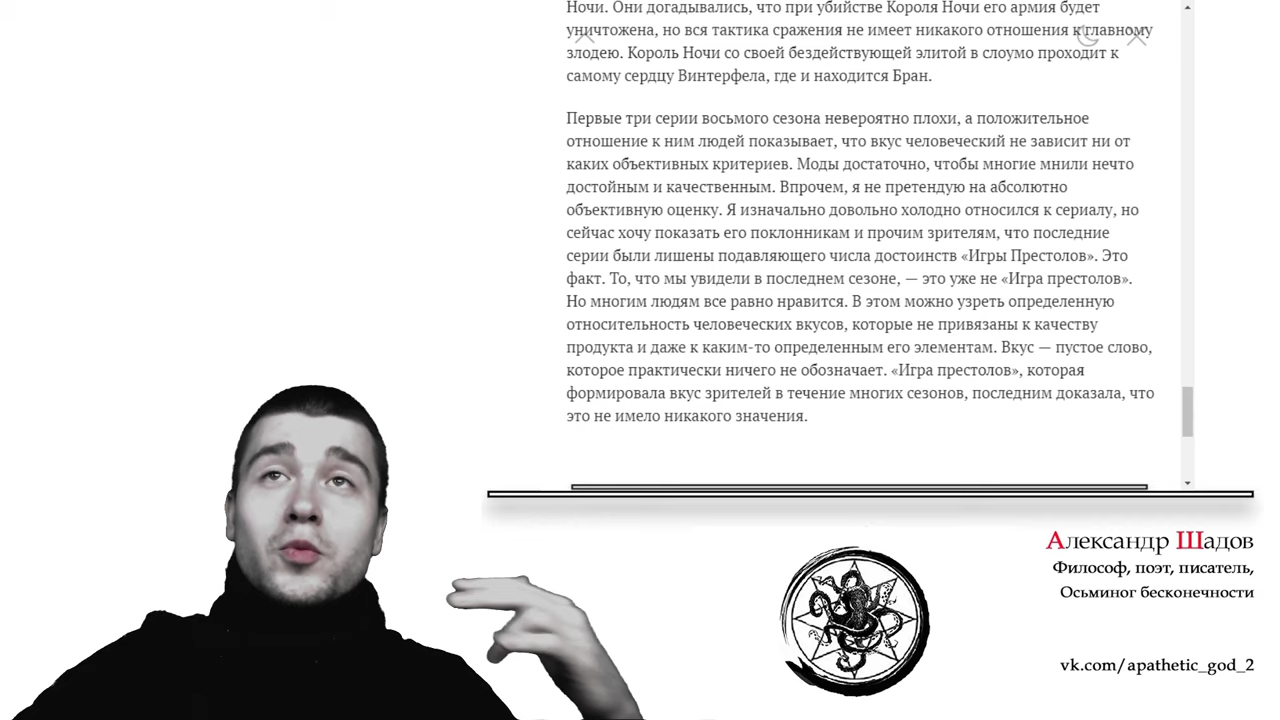 Ночи. Они догадывались, что при убийстве Короля Ночи его армия будет
уничтожена, но вся тактика сражения не имеет никакого отношения к главному
злодею. Король Ночи со своей бездействующей элитой в слоумо проходит к
самому сердцу Винтерфела, где и находится Бран.
Первые три серии восьмого сезона невероятно плохи, а положительное
отношение к ним людей показывает, что вкус человеческий не зависит ни от
каких объективных критериев. Моды достаточно, чтобы многие мнили нечто
достойным и качественным. Впрочем, я не претендую на абсолютно
объективную оценку. Я изначально довольно холодно относился к сериалу, но
сейчас хочу показать его поклонникам и прочим зрителям, что последние
серии были лишены подавляющего числа достоинств «Игры Престолов». Это
факт. То, что мы увидели в последнем сезоне, — это уже не «Игра престолов».
Но многим людям все равно нравится. В этом можно узреть определенную
относительность человеческих вкусов, которые не привязаны к качеству
продукта и даже к каким-то определенным его элементам. Вкус — пустое слово,
которое практически ничего не обозначает. «Игра престолов», которая
формировала вкус зрителей в течение многих сезонов, последним доказала, что
это не имело никакого значения.
Александр Шадов
Философ, поэт, писатель,
Осьминог бесконечности
vk.com/apathetic_god_2